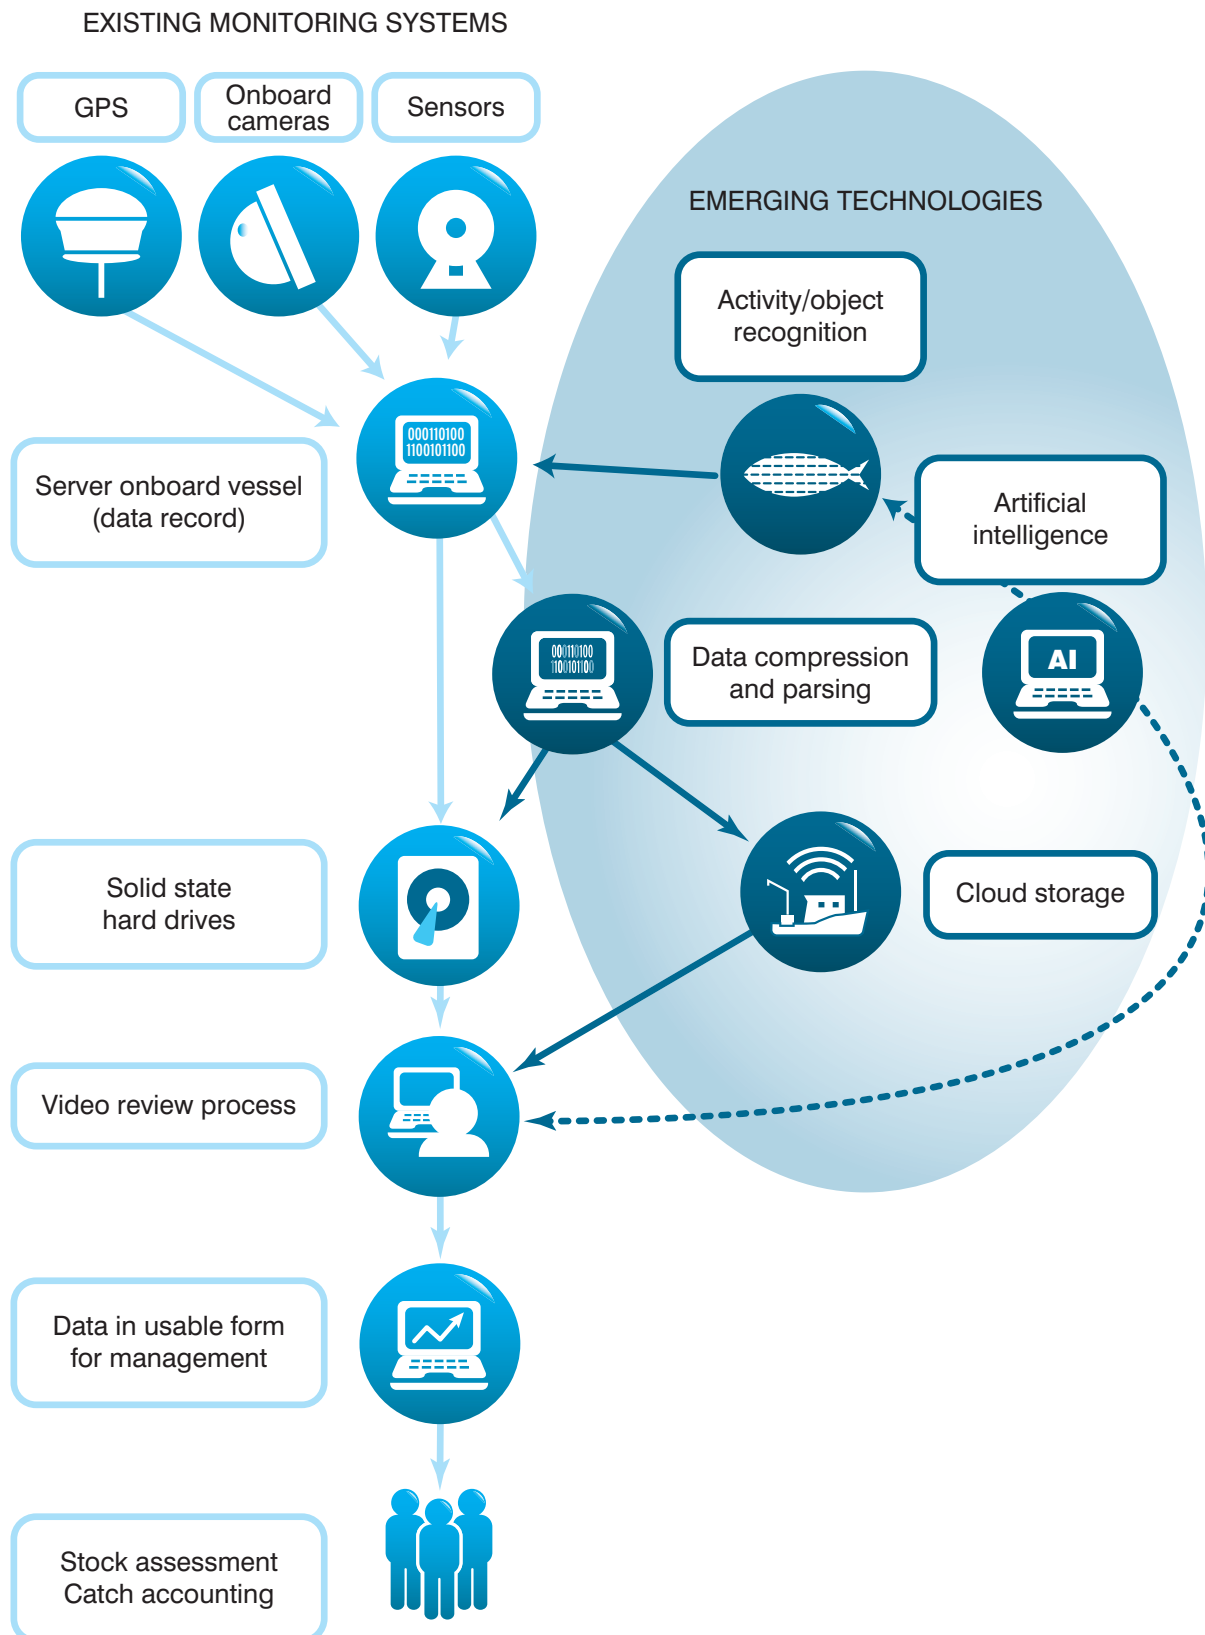 EXISTING MONITORING SYSTEMS
GPS
Onboard
cameras
Sensors
EMERGING TECHNOLOGIES
Activity/object
recognition
000110100
1100101100
Server onboard vessel
(data record)
Artificial
intelligence
000110100
1100101100
Data compression
and parsing
AI
Solid state
hard drives
Cloud storage
Video review process
Data in usable form
for management
Stock assessment
Catch accounting